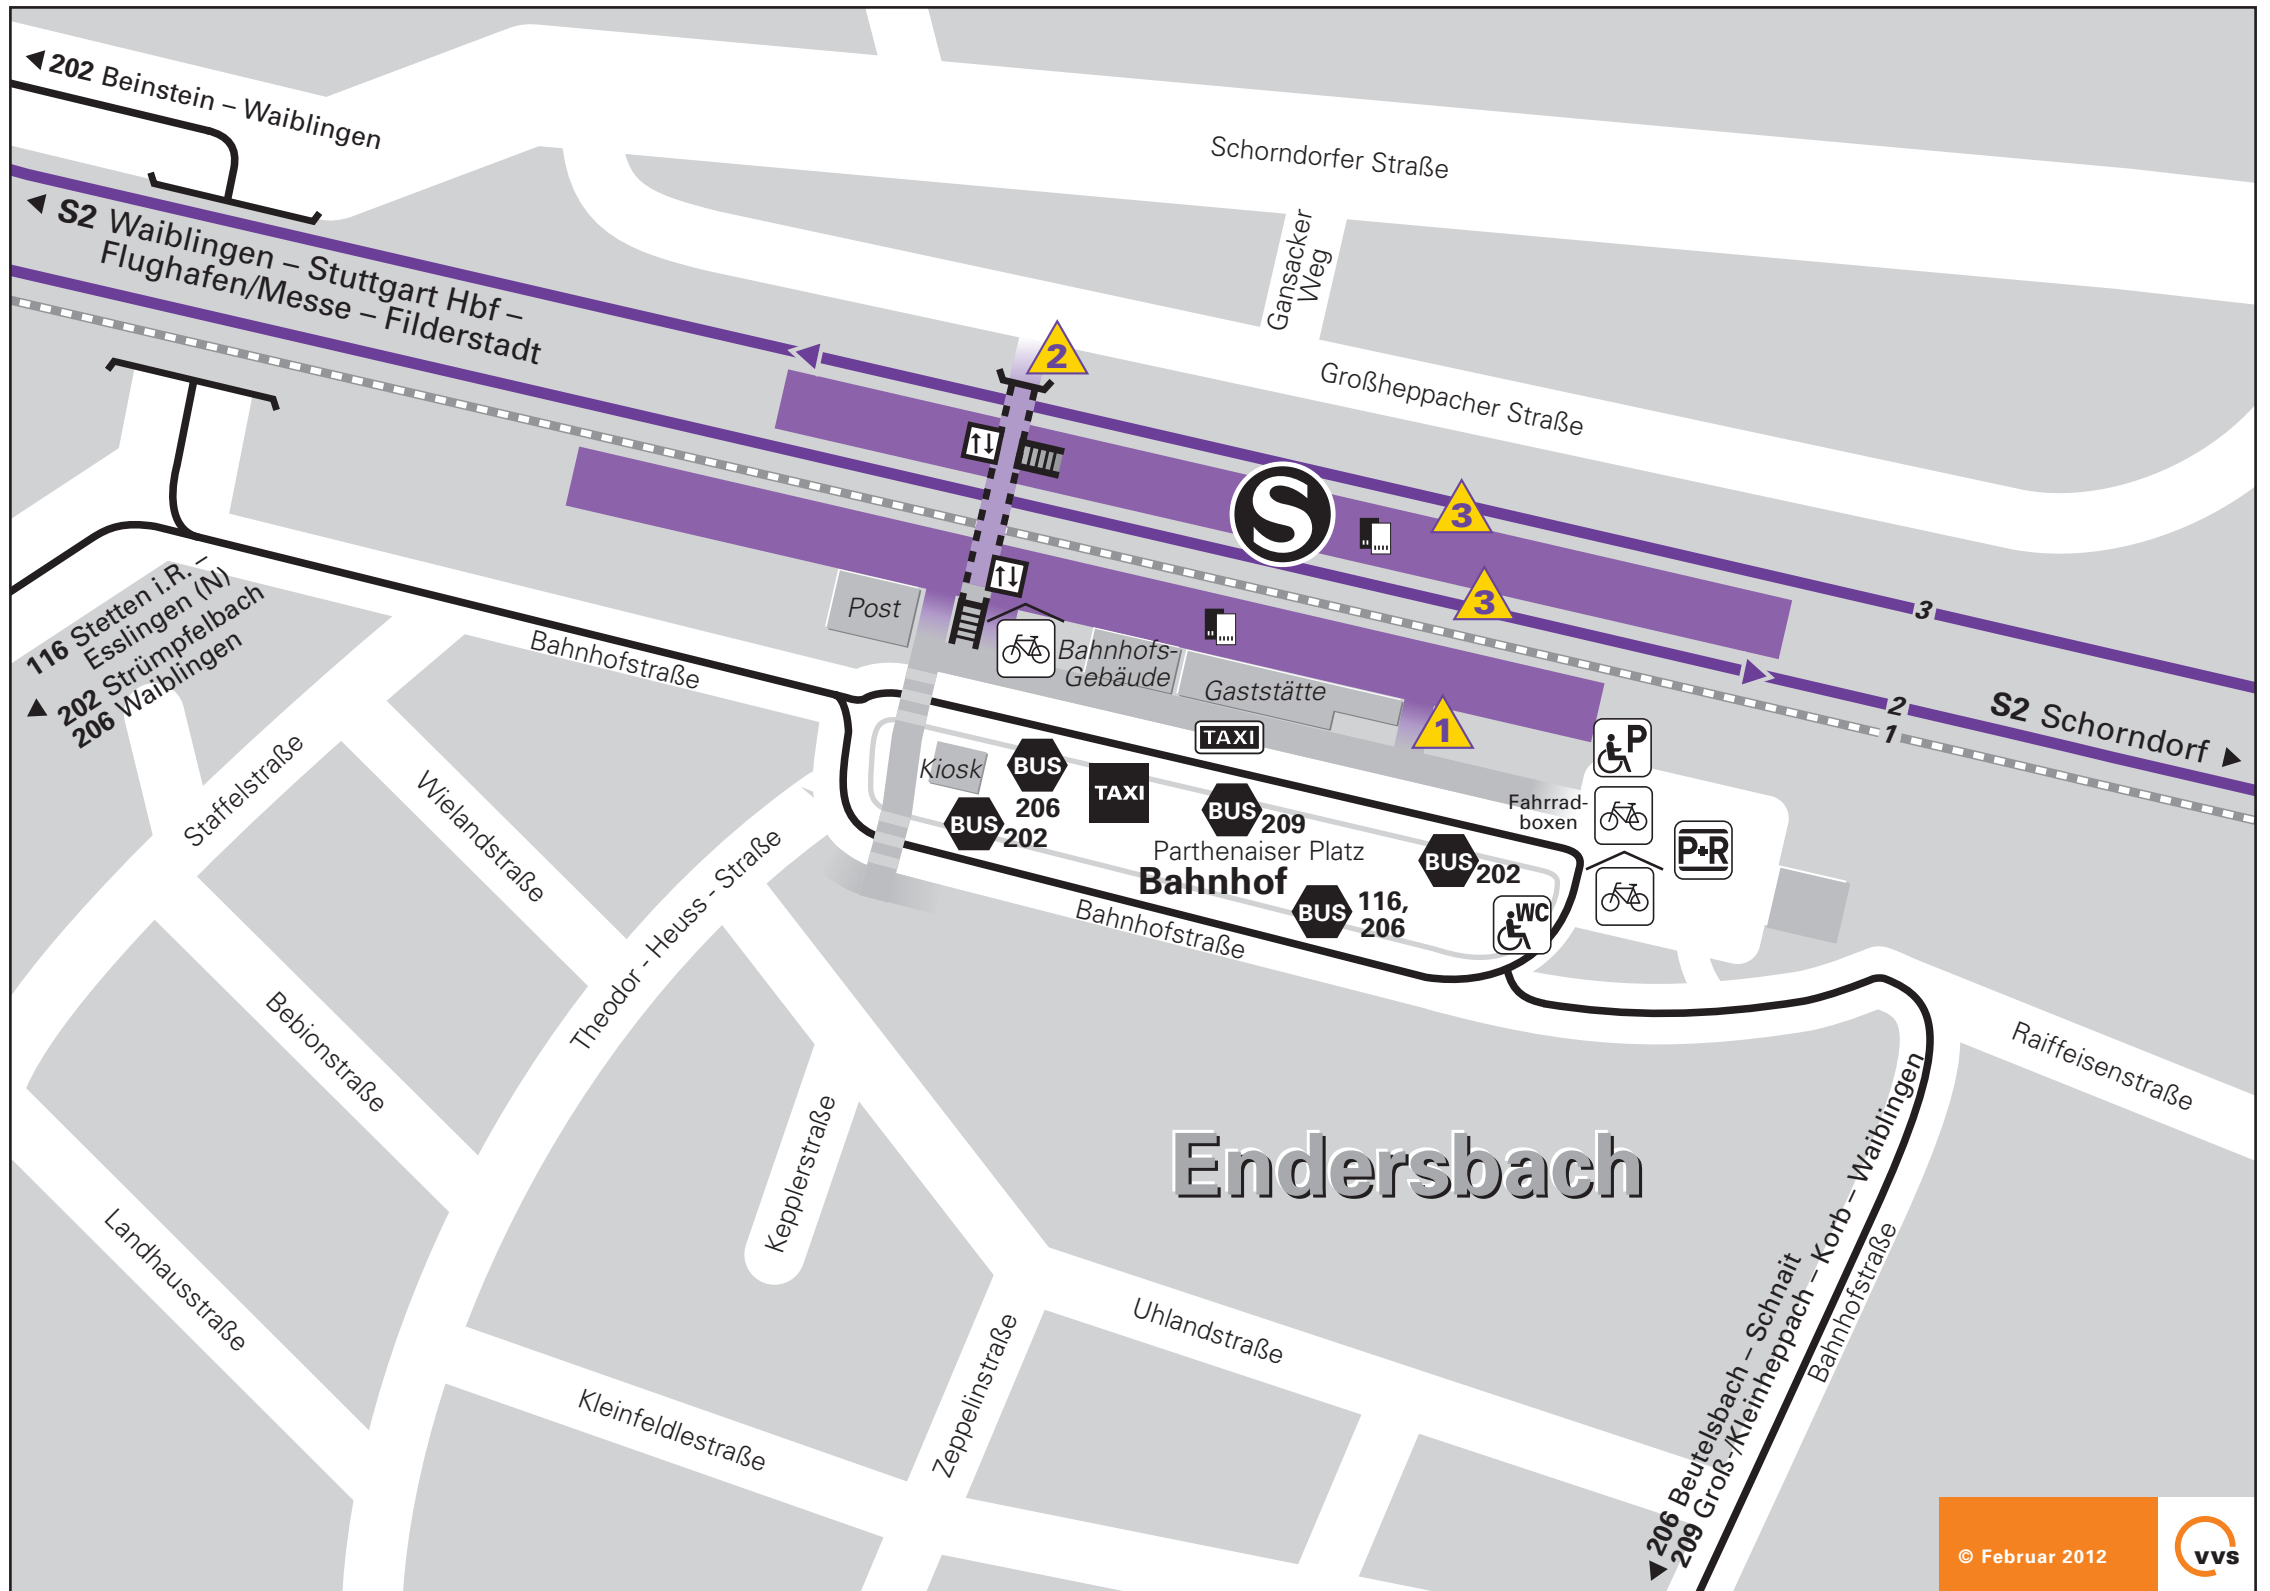 202 Beinstein – Waiblingen
Schorndorfer Straße
S2 Waiblingen – Stuttgart Hbf –
Flughafen/Messe – Filderstadt
Gansacker
Weg
2
Großheppacher Straße
S
3
3
3
2
1
S2 Schorndorf
116 Stetten i.R. –
Esslingen (N)
202 Strümpfelbach
206 Waiblingen
Post
Bahnhofstraße
Bahnhofs-
Gebäude
Gaststätte
1
TAXI
P
Kiosk
BUS
206
TAXI
BUS
202
BUS
209
Parthenaiser Platz
Bahnhof
BUS
202
BUS
116,
206
WC
Fahrrad-
boxen
P+R
Bahnhofstraße
Staffelstraße
Wielandstraße
Theodor - Heuss - Straße
Bebionstraße
Kepplerstraße
Landhausstraße
Kleinfeldlestraße
Zeppelinstraße
Uhlandstraße
Endersbach
Raiffeisenstraße
Bahnhofstraße
206 Beutelsbach – Schnait
209 Groß-/Kleinheppach – Korb – Waiblingen
© Februar 2012
vvs